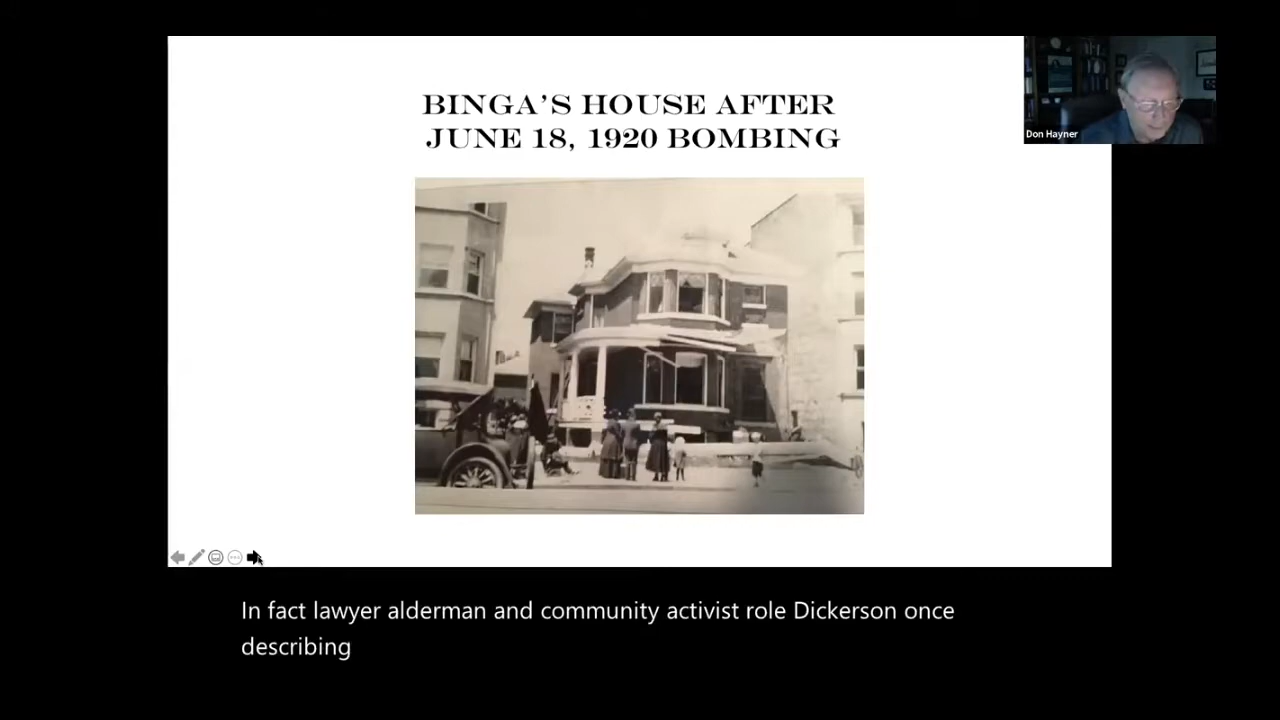 BINGA'S HOUSE AFTER
JUNE 18, 1920 BOMBING
Don Hayner
In fact lawyer alderman and community activist role Dickerson once
describing